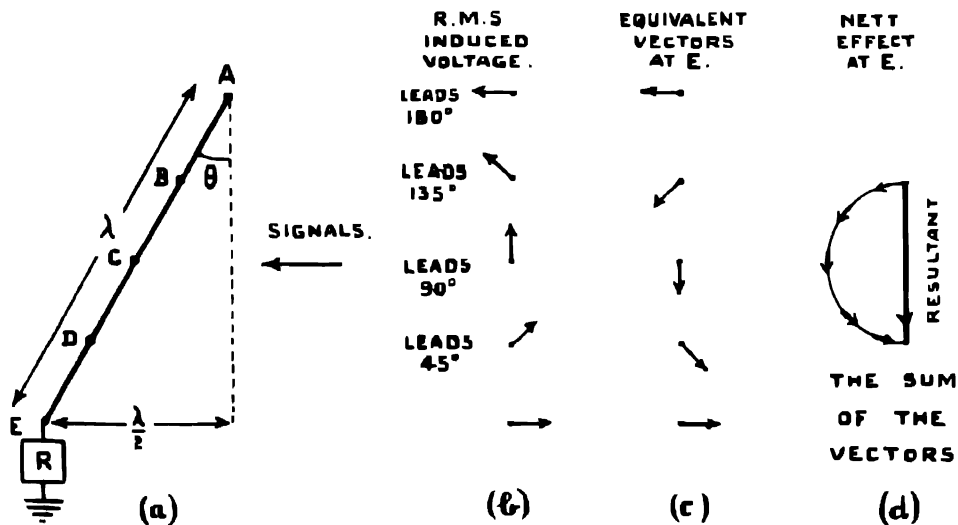 R.M.S
INDUCED
VOLTAGE.
EQUIVALENT
VECTORS
AT E.
NETT
EFFECT
AT E.
A
B
C
D
E
θ
λ
λ/2
R
SIGNALS.
LEADS
180°
LEADS
135°
LEADS
90°
LEADS
45°
RESULTANT
THE SUM
OF THE
VECTORS
(a)
(b)
(c)
(d)